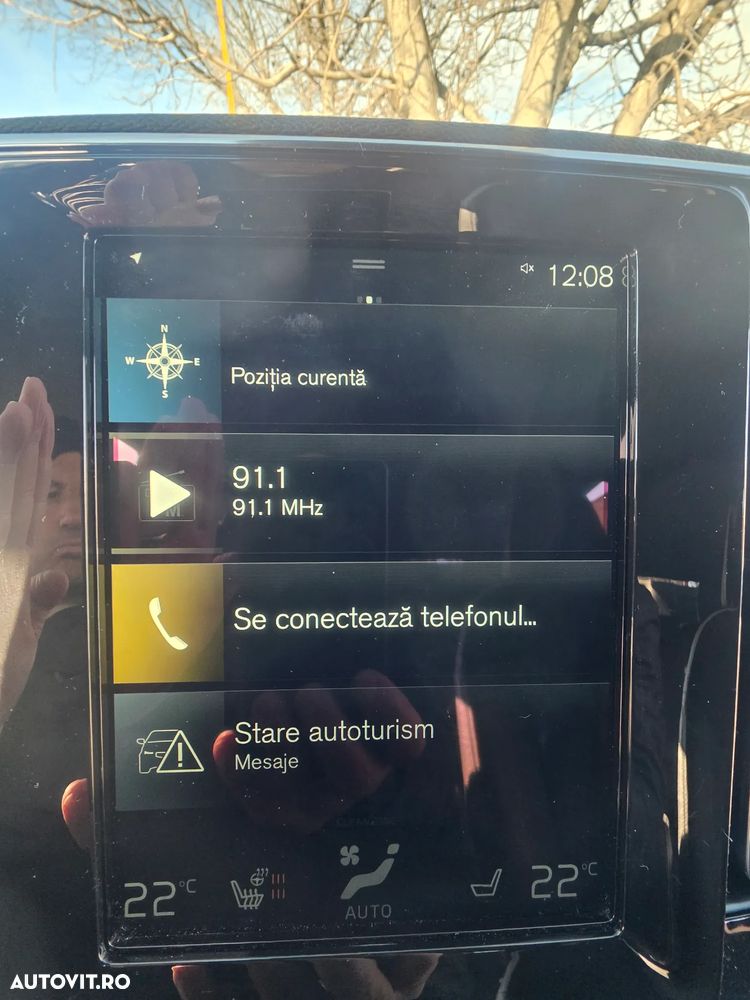 12:08
N
W E
S
Poziția curentă
91.1
91.1 MHz
Se conectează telefonul...
Stare autoturism
Mesaje
22°C
AUTO
22°C
AUTOVIT.RO